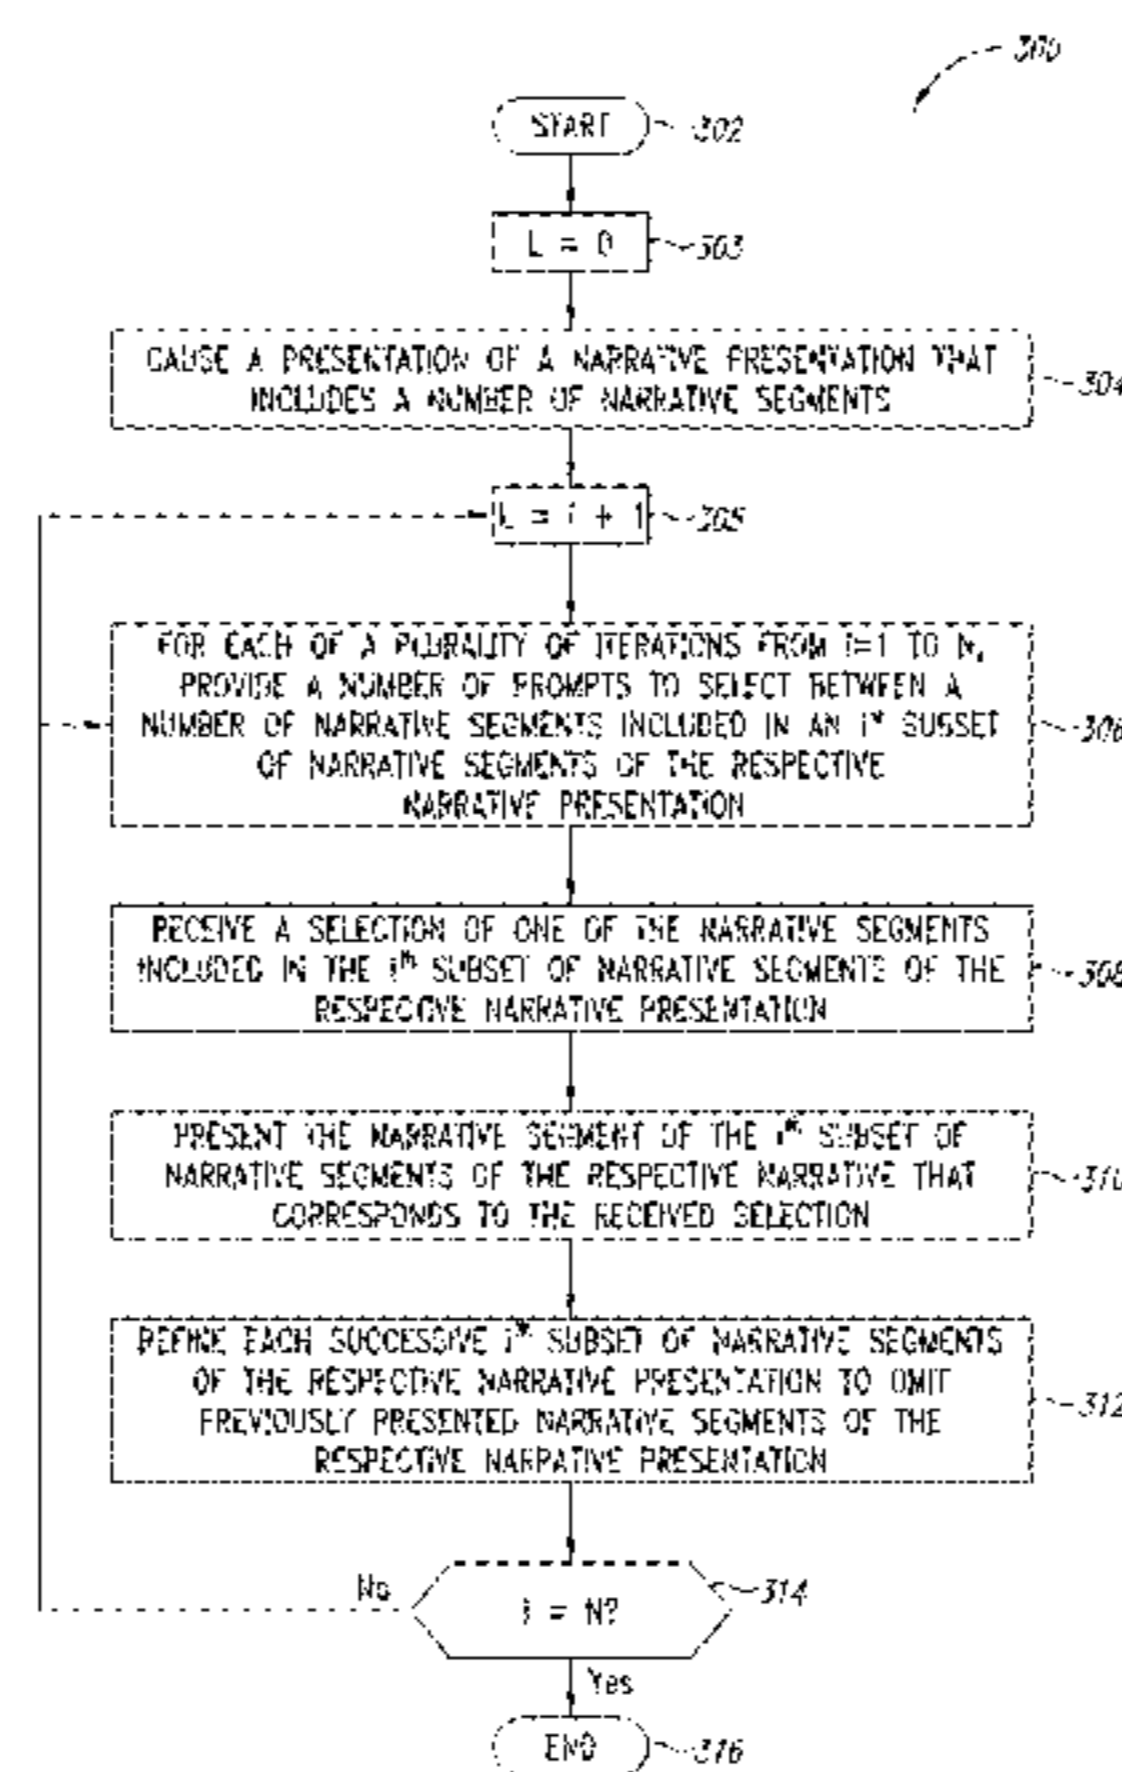 300
START
302
L = 0
303
CAUSE A PRESENTATION OF A NARRATIVE PRESENTATION THAT
INCLUDES A NUMBER OF NARRATIVE SEGMENTS
304
L = i + 1
305
FOR EACH OF A PLURALITY OF ITERATIONS FROM i=1 TO N,
PROVIDE A NUMBER OF PROMPTS TO SELECT BETWEEN A
NUMBER OF NARRATIVE SEGMENTS INCLUDED IN AN ith SUBSET
OF NARRATIVE SEGMENTS OF THE RESPECTIVE
NARRATIVE PRESENTATION
306
RECEIVE A SELECTION OF ONE OF THE NARRATIVE SEGMENTS
INCLUDED IN THE ith SUBSET OF NARRATIVE SEGMENTS OF THE
RESPECTIVE NARRATIVE PRESENTATION
308
PRESENT THE NARRATIVE SEGMENT OF THE ith SUBSET OF
NARRATIVE SEGMENTS OF THE RESPECTIVE NARRATIVE THAT
CORRESPONDS TO THE RECEIVED SELECTION
310
REFINE EACH SUCCESSIVE ith SUBSET OF NARRATIVE SEGMENTS
OF THE RESPECTIVE NARRATIVE PRESENTATION TO OMIT
PREVIOUSLY PRESENTED NARRATIVE SEGMENTS OF THE
RESPECTIVE NARRATIVE PRESENTATION
312
No
i = N?
314
Yes
END
316